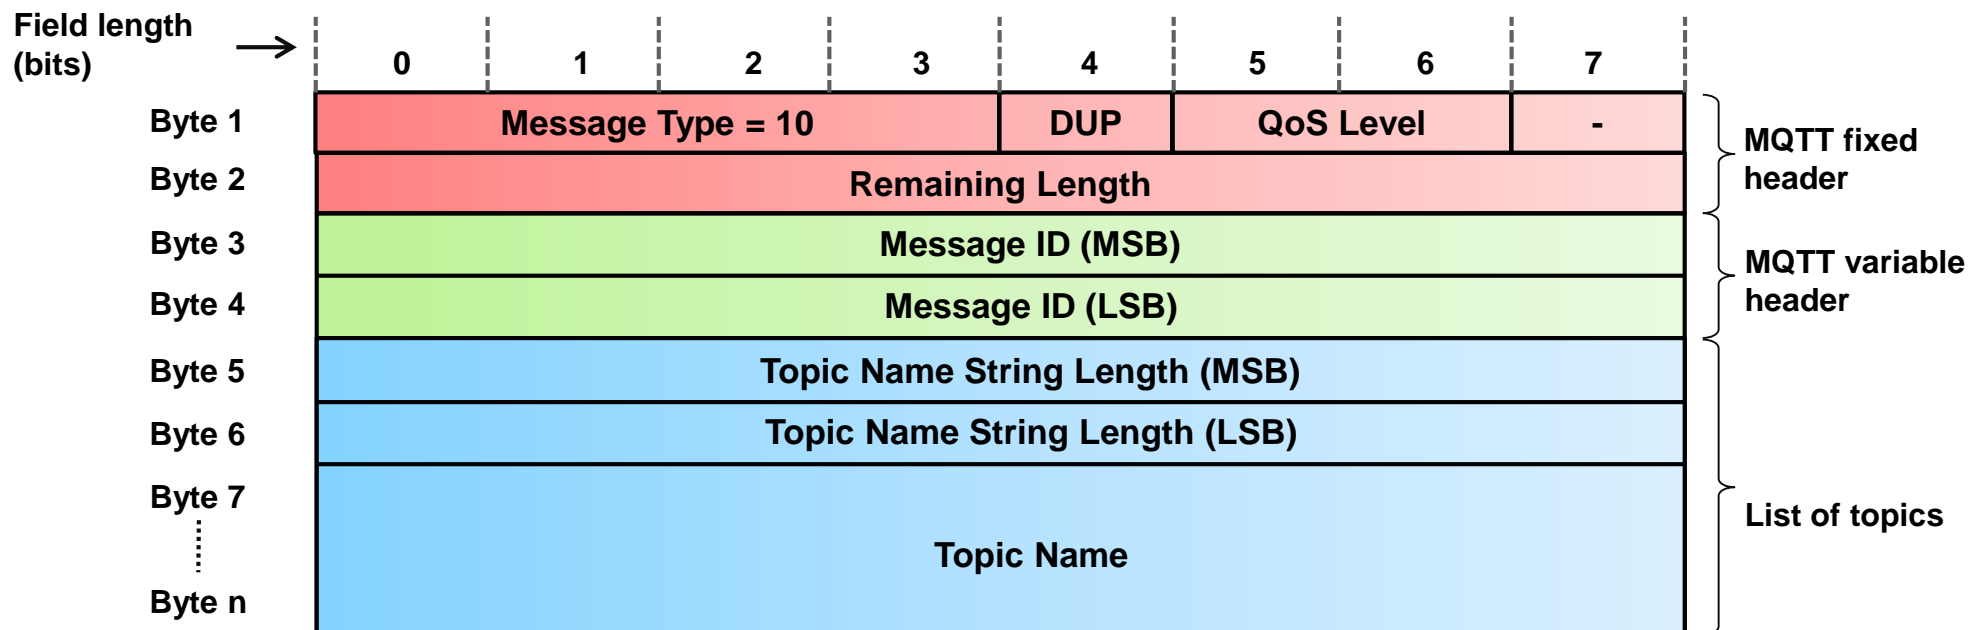 Field length
(bits)
0 1 2 3 4 5 6 7
Byte 1 Message Type = 10 DUP QoS Level -
MQTT fixed
header
Byte 2 Remaining Length
Byte 3 Message ID (MSB)
MQTT variable
header
Byte 4 Message ID (LSB)
Byte 5 Topic Name String Length (MSB)
Byte 6 Topic Name String Length (LSB)
Byte 7
List of topics
Topic Name
Byte n